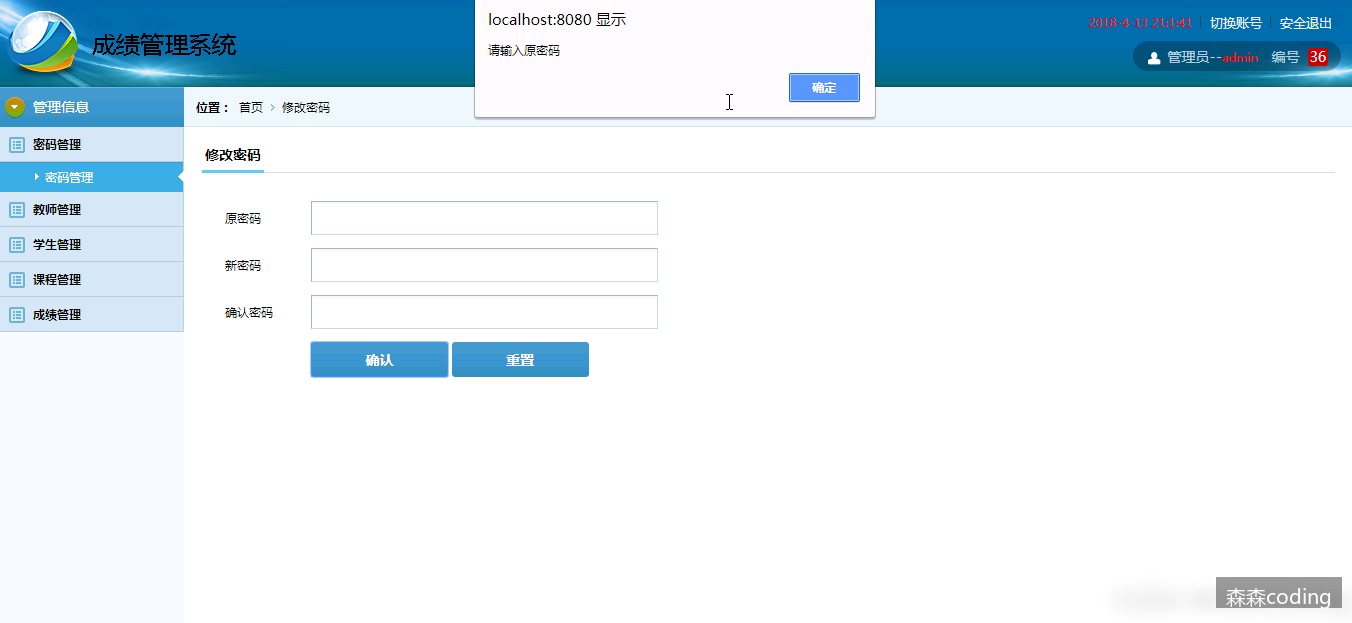 成绩管理系统
localhost:8080 显示
请输入原密码
确定
2018-4-13 21:1:41 切换账号 安全退出
管理员--admin 编号 36
管理信息
密码管理
密码管理
教师管理
学生管理
课程管理
成绩管理
位置： 首页 › 修改密码
修改密码
原密码
新密码
确认密码
确认 重置
森森coding